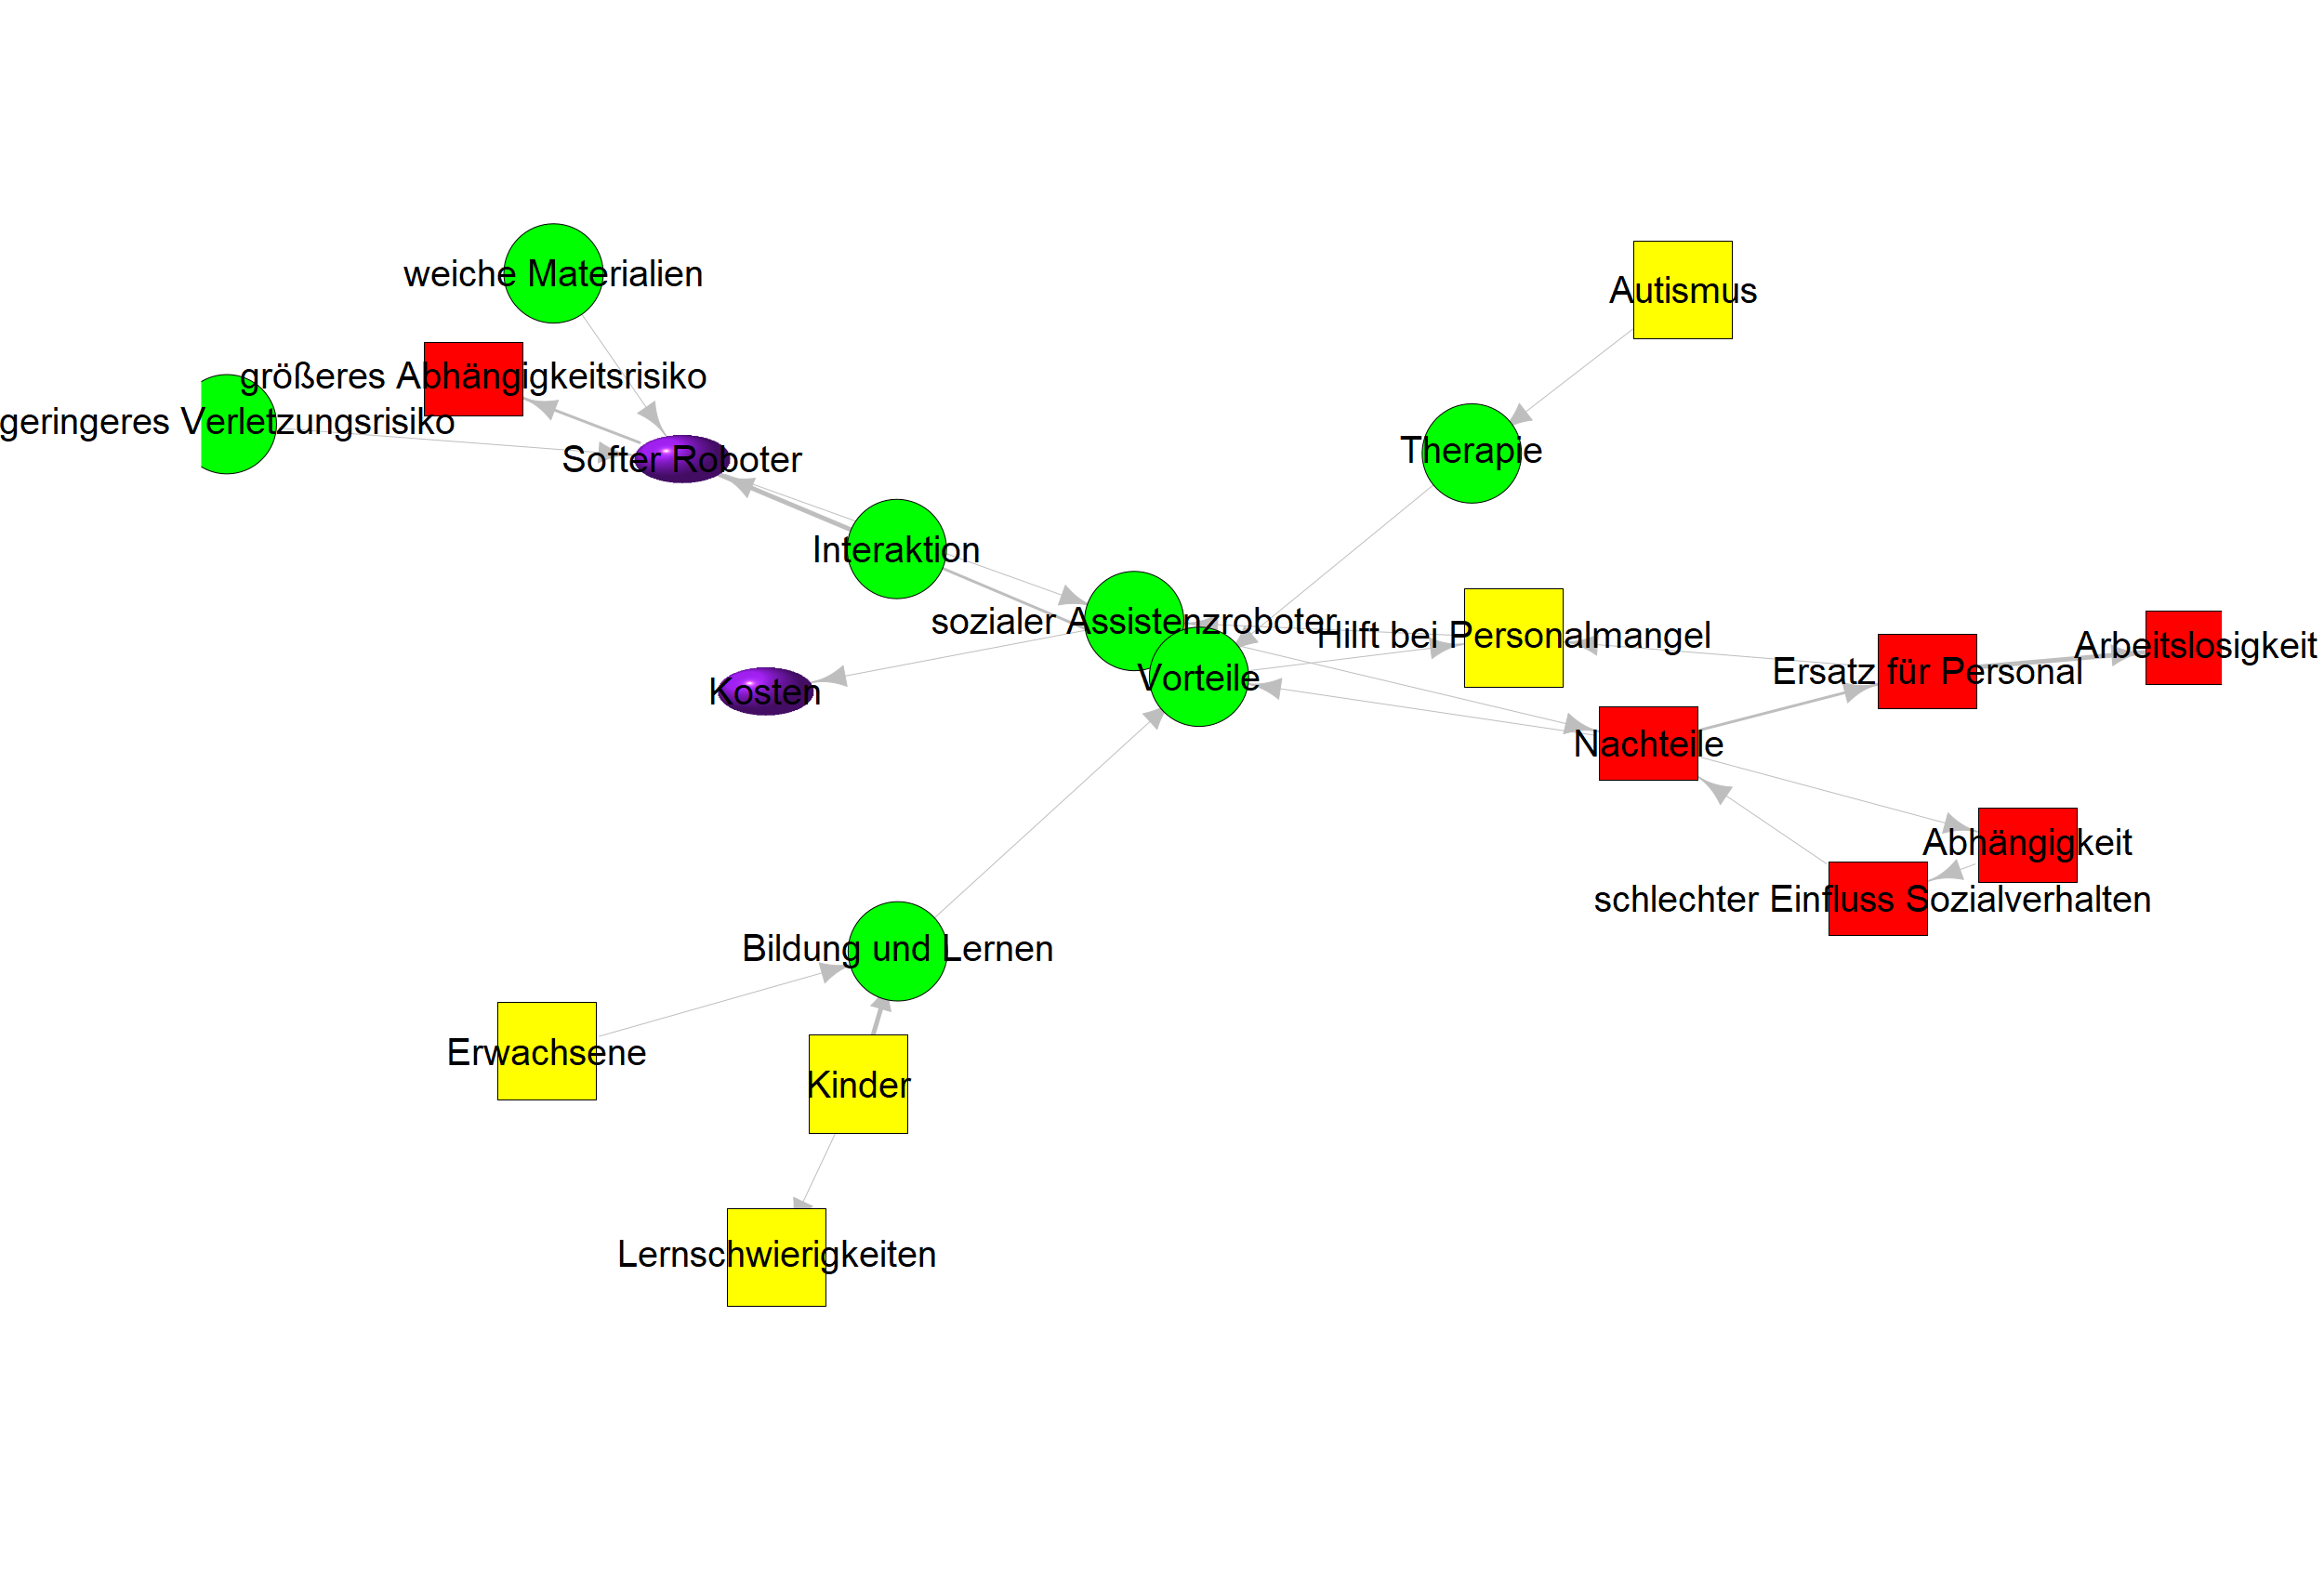 weiche Materialien
Autismus
größeres Abhängigkeitsrisiko
geringeres Verletzungsrisiko
Softer Roboter
Therapie
Interaktion
sozialer Assistenzroboter
Hilft bei Personalmangel
Arbeitslosigkeit
Ersatz für Personal
Vorteile
Kosten
Nachteile
Abhängigkeit
schlechter Einfluss Sozialverhalten
Bildung und Lernen
Erwachsene
Kinder
Lernschwierigkeiten